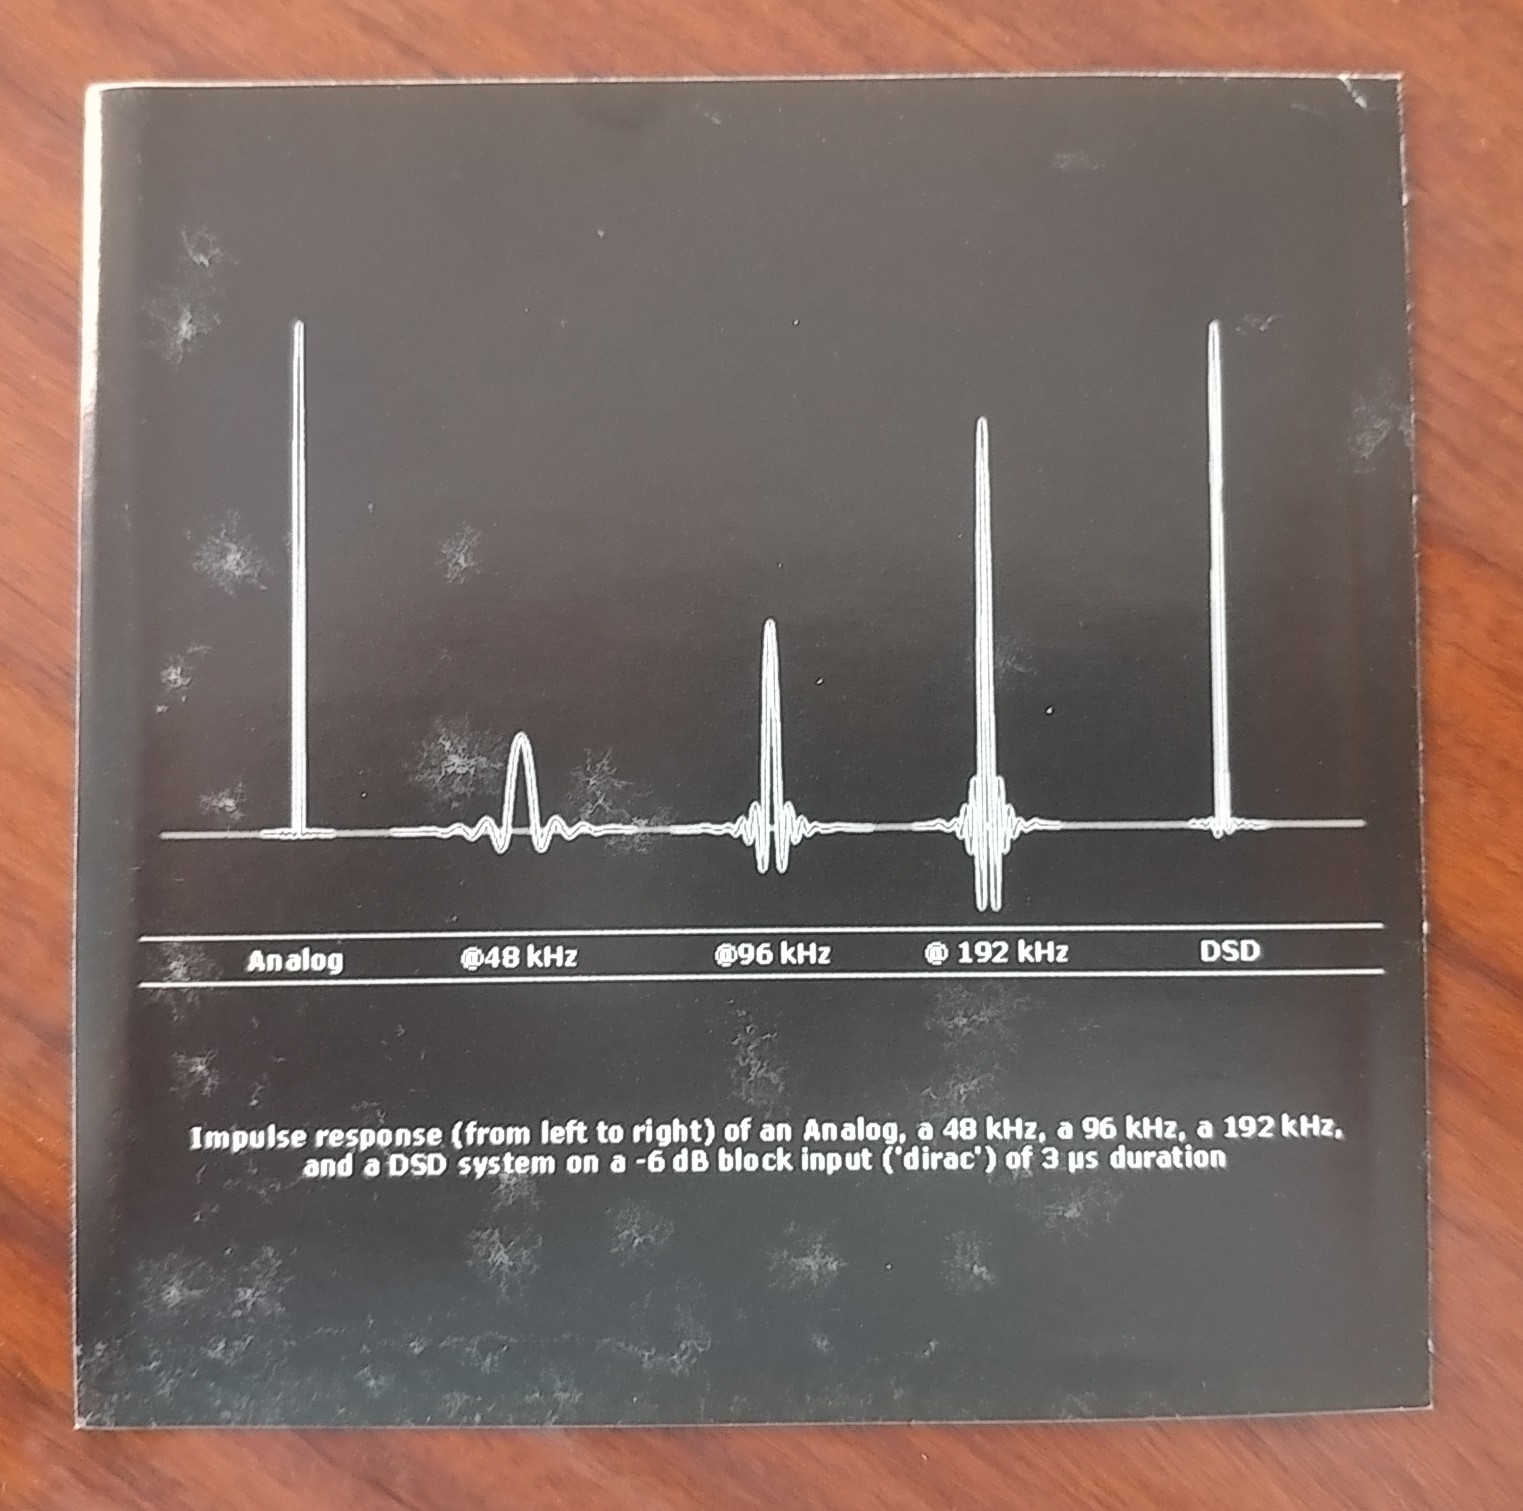 Analog @48 kHz @96 kHz @ 192 kHz DSD
Impulse response (from left to right) of an Analog, a 48 kHz, a 96 kHz, a 192 kHz,
and a DSD system on a -6 dB block input ('dirac') of 3 µs duration